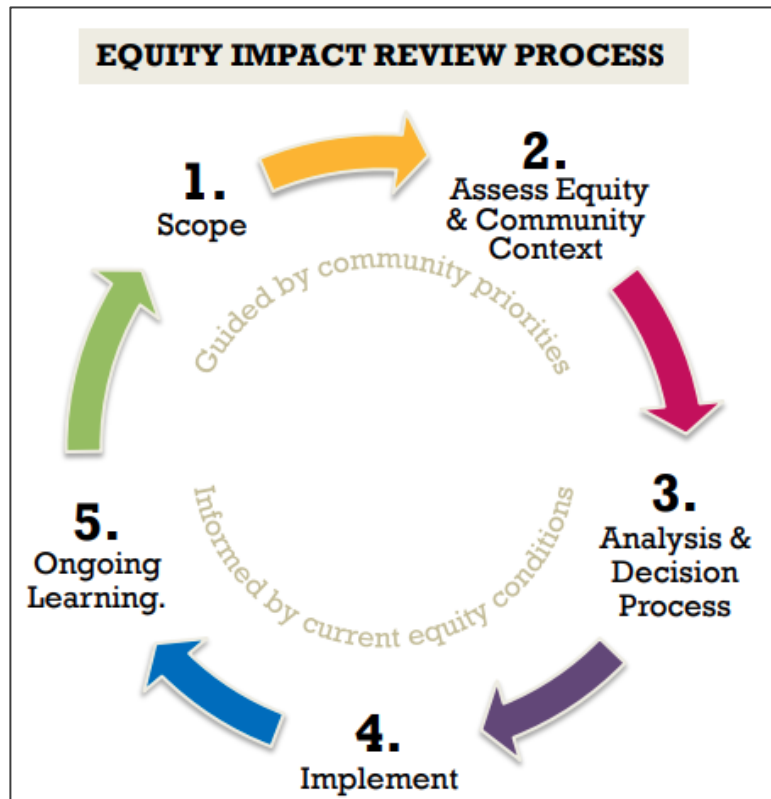 EQUITY IMPACT REVIEW PROCESS
1.
Scope
2.
Assess Equity
& Community
Context
Guided by community priorities
3.
Analysis &
Decision
Process
Informed by current equity conditions
5.
Ongoing
Learning.
4.
Implement